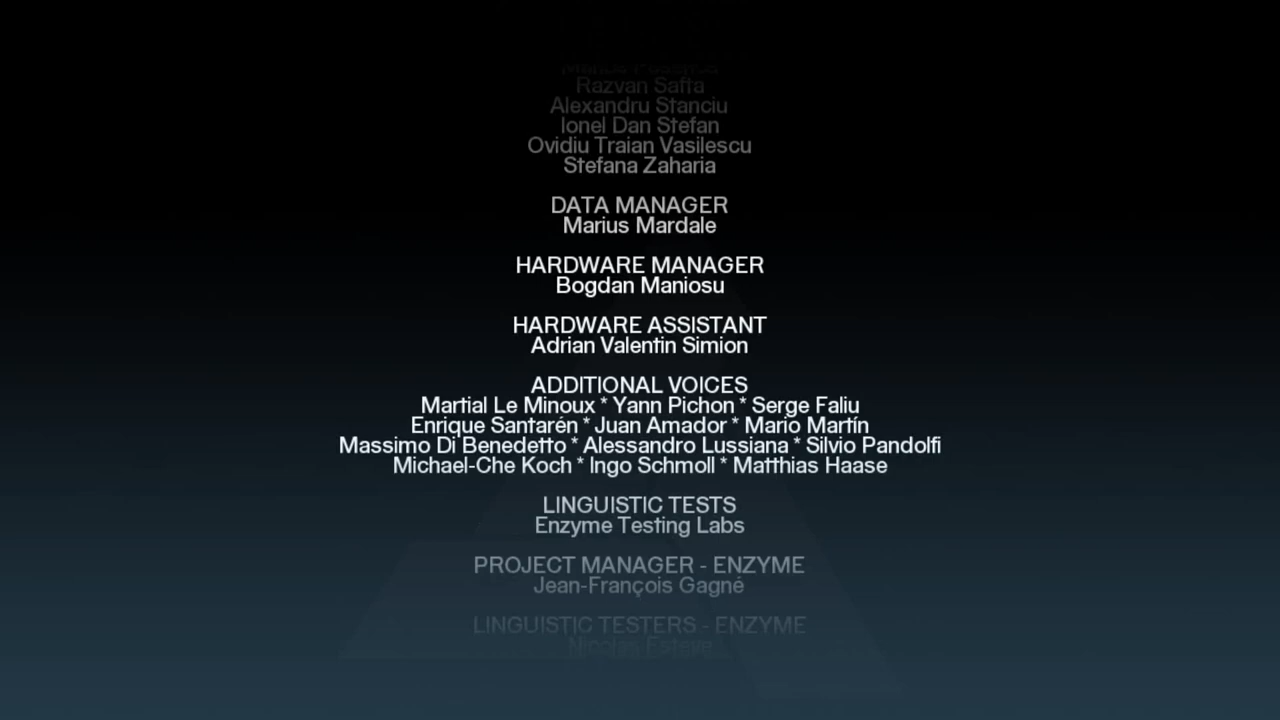 Razvan Safta
Alexandru Stanciu
Ionel Dan Stefan
Ovidiu Traian Vasilescu
Stefana Zaharia
DATA MANAGER
Marius Mardale
HARDWARE MANAGER
Bogdan Maniosu
HARDWARE ASSISTANT
Adrian Valentin Simion
ADDITIONAL VOICES
Martial Le Minoux * Yann Pichon * Serge Faliu
Enrique Santarén * Juan Amador * Mario Martín
Massimo Di Benedetto * Alessandro Lussiana * Silvio Pandolfi
Michael-Che Koch * Ingo Schmoll * Matthias Haase
LINGUISTIC TESTS
Enzyme Testing Labs
PROJECT MANAGER - ENZYME
Jean-François Gagné
LINGUISTIC TESTERS - ENZYME
Nicolas Esteve